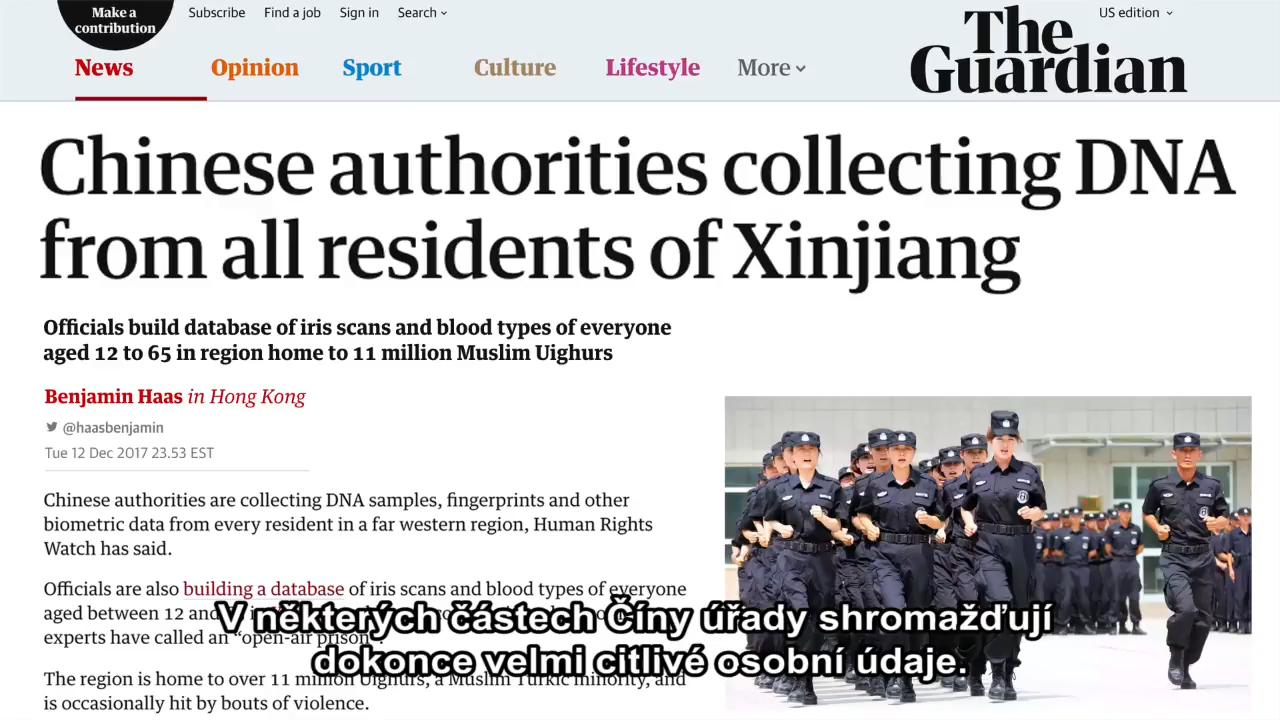 Make a
contribution
Subscribe
Find a job
Sign in
Search
US edition
The
Guardian
News
Opinion
Sport
Culture
Lifestyle
More
Chinese authorities collecting DNA
from all residents of Xinjiang
Officials build database of iris scans and blood types of everyone
aged 12 to 65 in region home to 11 million Muslim Uighurs
Benjamin Haas in Hong Kong
@haasbenjamin
Tue 12 Dec 2017 23.53 EST
Chinese authorities are collecting DNA samples, fingerprints and other
biometric data from every resident in a far western region, Human Rights
Watch has said.
Officials are also building a database of iris scans and blood types of everyone
aged between 12 and
experts have called an “open-air prison”.
The region is home to over 11 million Uighurs, a Muslim Turkic minority, and
is occasionally hit by bouts of violence.
V některých částech Číny úřady shromažďují
dokonce velmi citlivé osobní údaje.